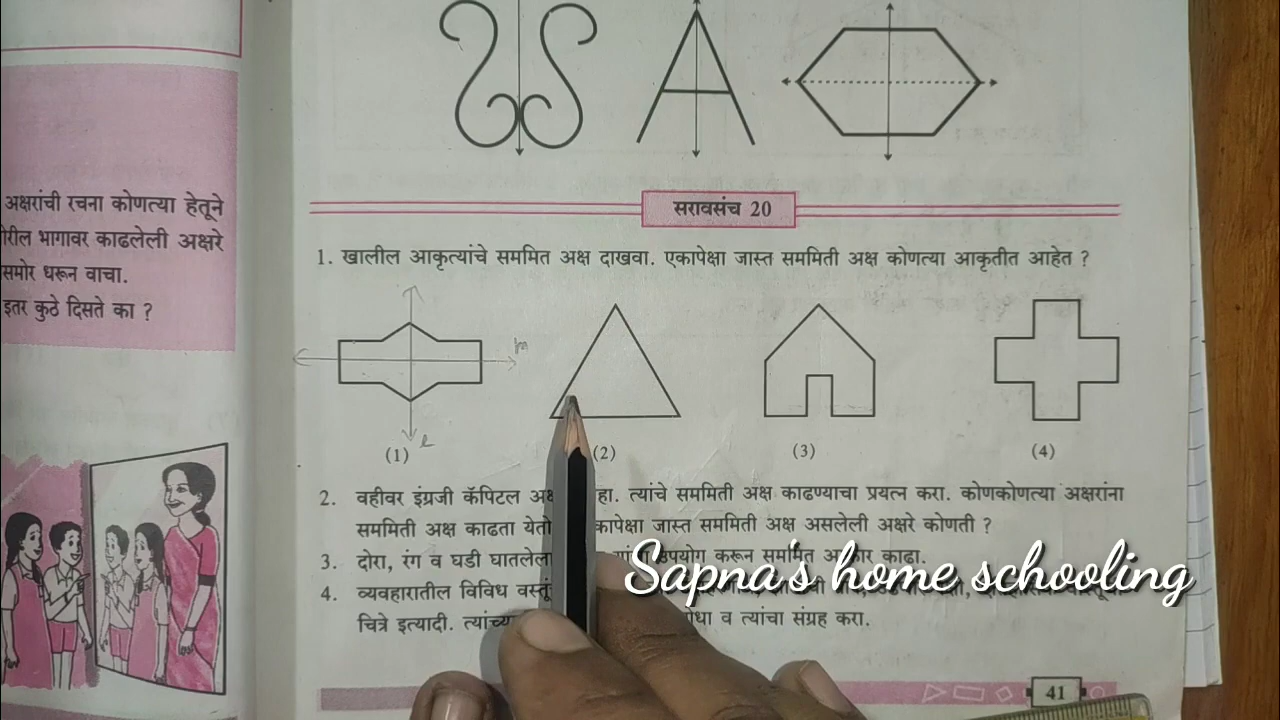 अक्षरांची रचना कोणत्या हेतूने
रील भागावर काढलेली अक्षरे
समोर धरून वाचा.
इतर कुठे दिसते का ?
सरावसंच 20
1. खालील आकृत्यांचे सममित अक्ष दाखवा. एकापेक्षा जास्त सममिती अक्ष कोणत्या आकृतीत आहेत ?
m
l
(1) (2) (3) (4)
2. वहीवर इंग्रजी कॅपिटल हा. त्यांचे सममिती अक्ष काढण्याचा प्रयत्न करा. कोणकोणत्या अक्षरांना
सममिती अक्ष काढता येतो कापेक्षा जास्त सममिती अक्ष असलेली अक्षरे कोणती ?
3. दोरा, रंग व घडी घातलेला उपयोग करून सममित आकार काढा.
4. व्यवहारातील विविध वस्तूं
चित्रे इत्यादी. त्यांच्या शोधा व त्यांचा संग्रह करा.
Sapna's home schooling
41